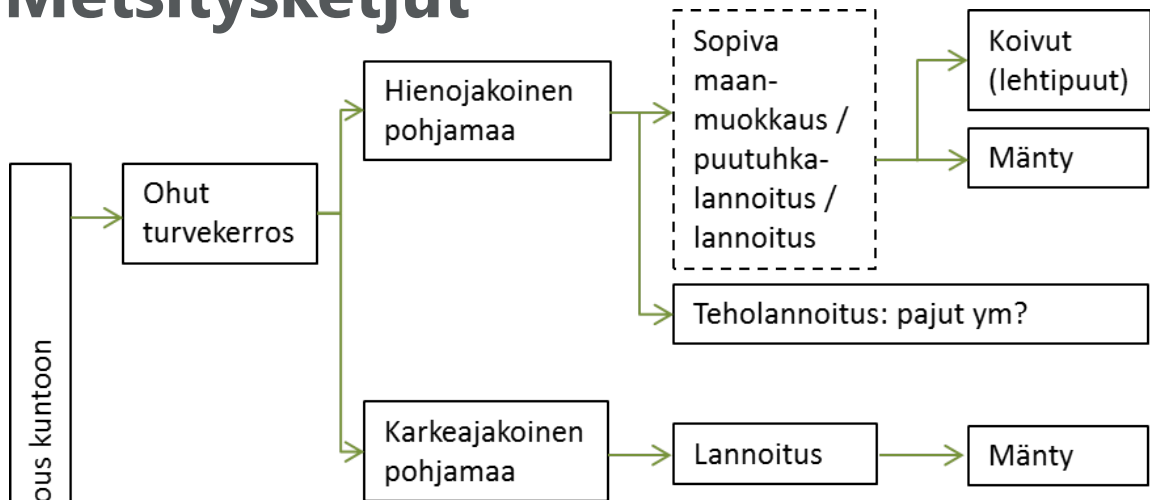 Metsitysketjut
Hienojakoinen
pohjamaa
Sopiva
maan-
muokkaus /
puutuhka-
lannoitus /
lannoitus
Koivut
(lehtipuut)
Mänty
Ohut
turvekerros
Teholannoitus: pajut ym?
kuntoon
Karkeajakoinen
pohjamaa
Lannoitus
Mänty